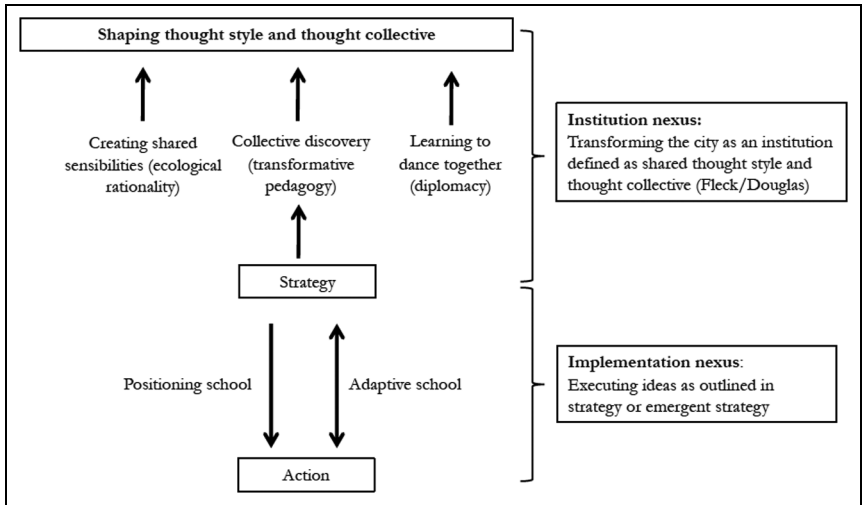 Shaping thought style and thought collective
Creating shared
sensibilities (ecological
rationality)
Collective discovery
(transformative
pedagogy)
Learning to
dance together
(diplomacy)
Institution nexus:
Transforming the city as an institution
defined as shared thought style and
thought collective (Fleck/Douglas)
Strategy
Positioning school
Adaptive school
Implementation nexus:
Executing ideas as outlined in
strategy or emergent strategy
Action